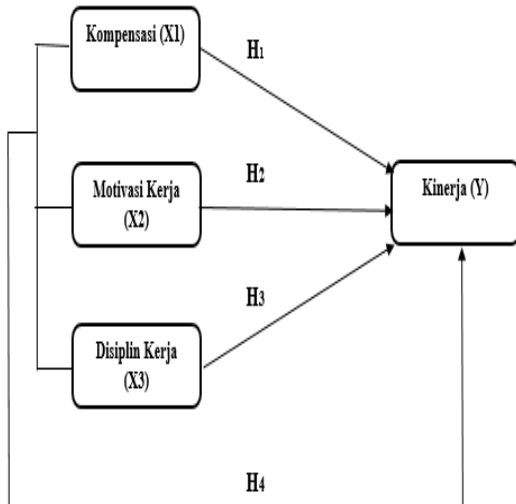 Kompensasi (X1)
H1
Motivasi Kerja
(X2)
H2
Kinerja (Y)
H3
Disiplin Kerja
(X3)
H4